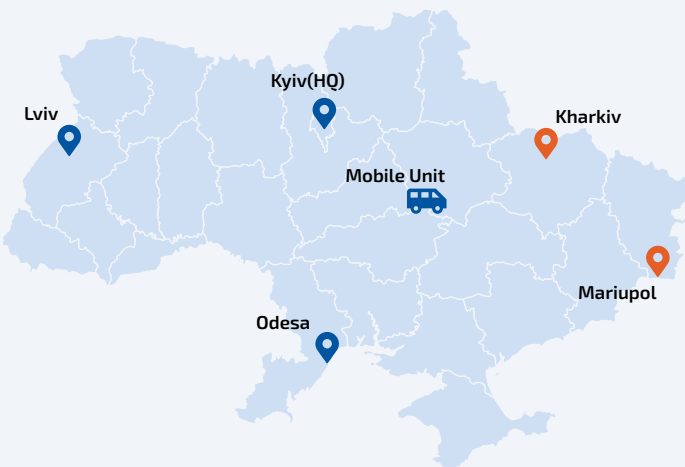 Kyiv(HQ)
Lviv
Kharkiv
Mobile Unit
Mariupol
Odesa